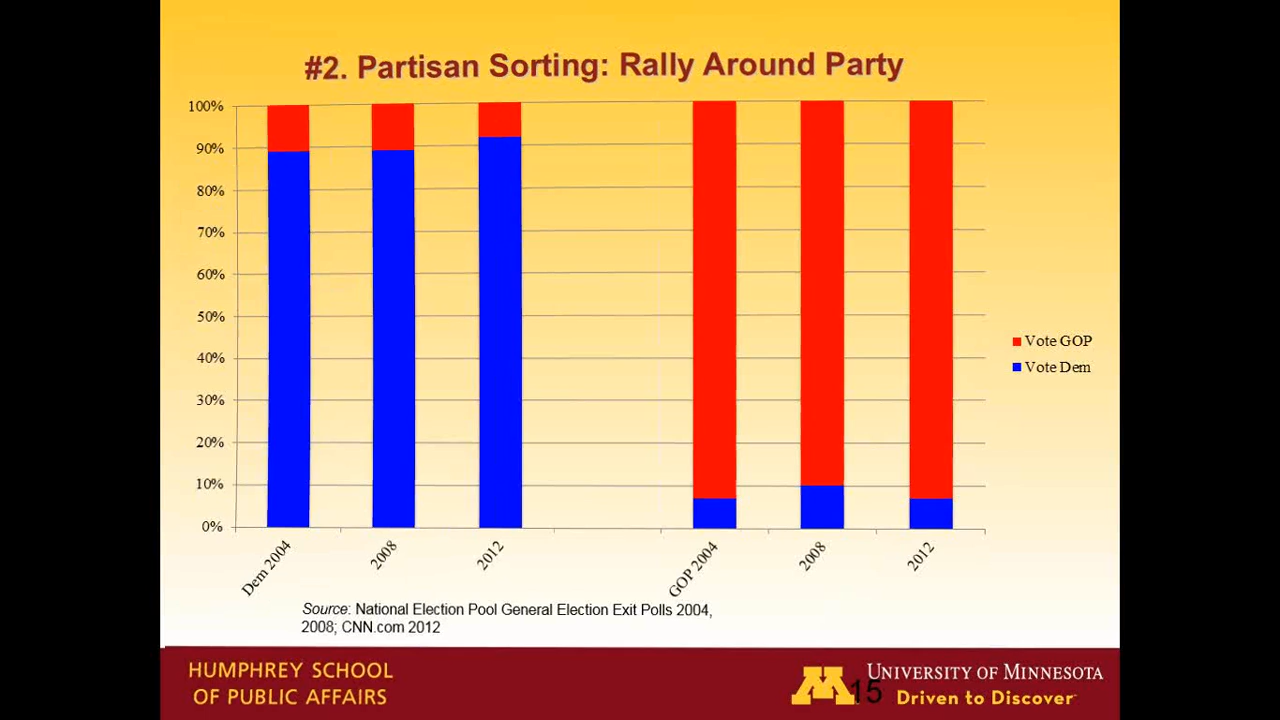 #2. Partisan Sorting: Rally Around Party
100%
90%
80%
70%
60%
50%
40%
30%
20%
10%
0%
Dem 2004
2008
2012
GOP 2004
2008
2012
Vote GOP
Vote Dem
Source: National Election Pool General Election Exit Polls 2004,
2008; CNN.com 2012
HUMPHREY SCHOOL
OF PUBLIC AFFAIRS
M
15
UNIVERSITY OF MINNESOTA
Driven to Discover